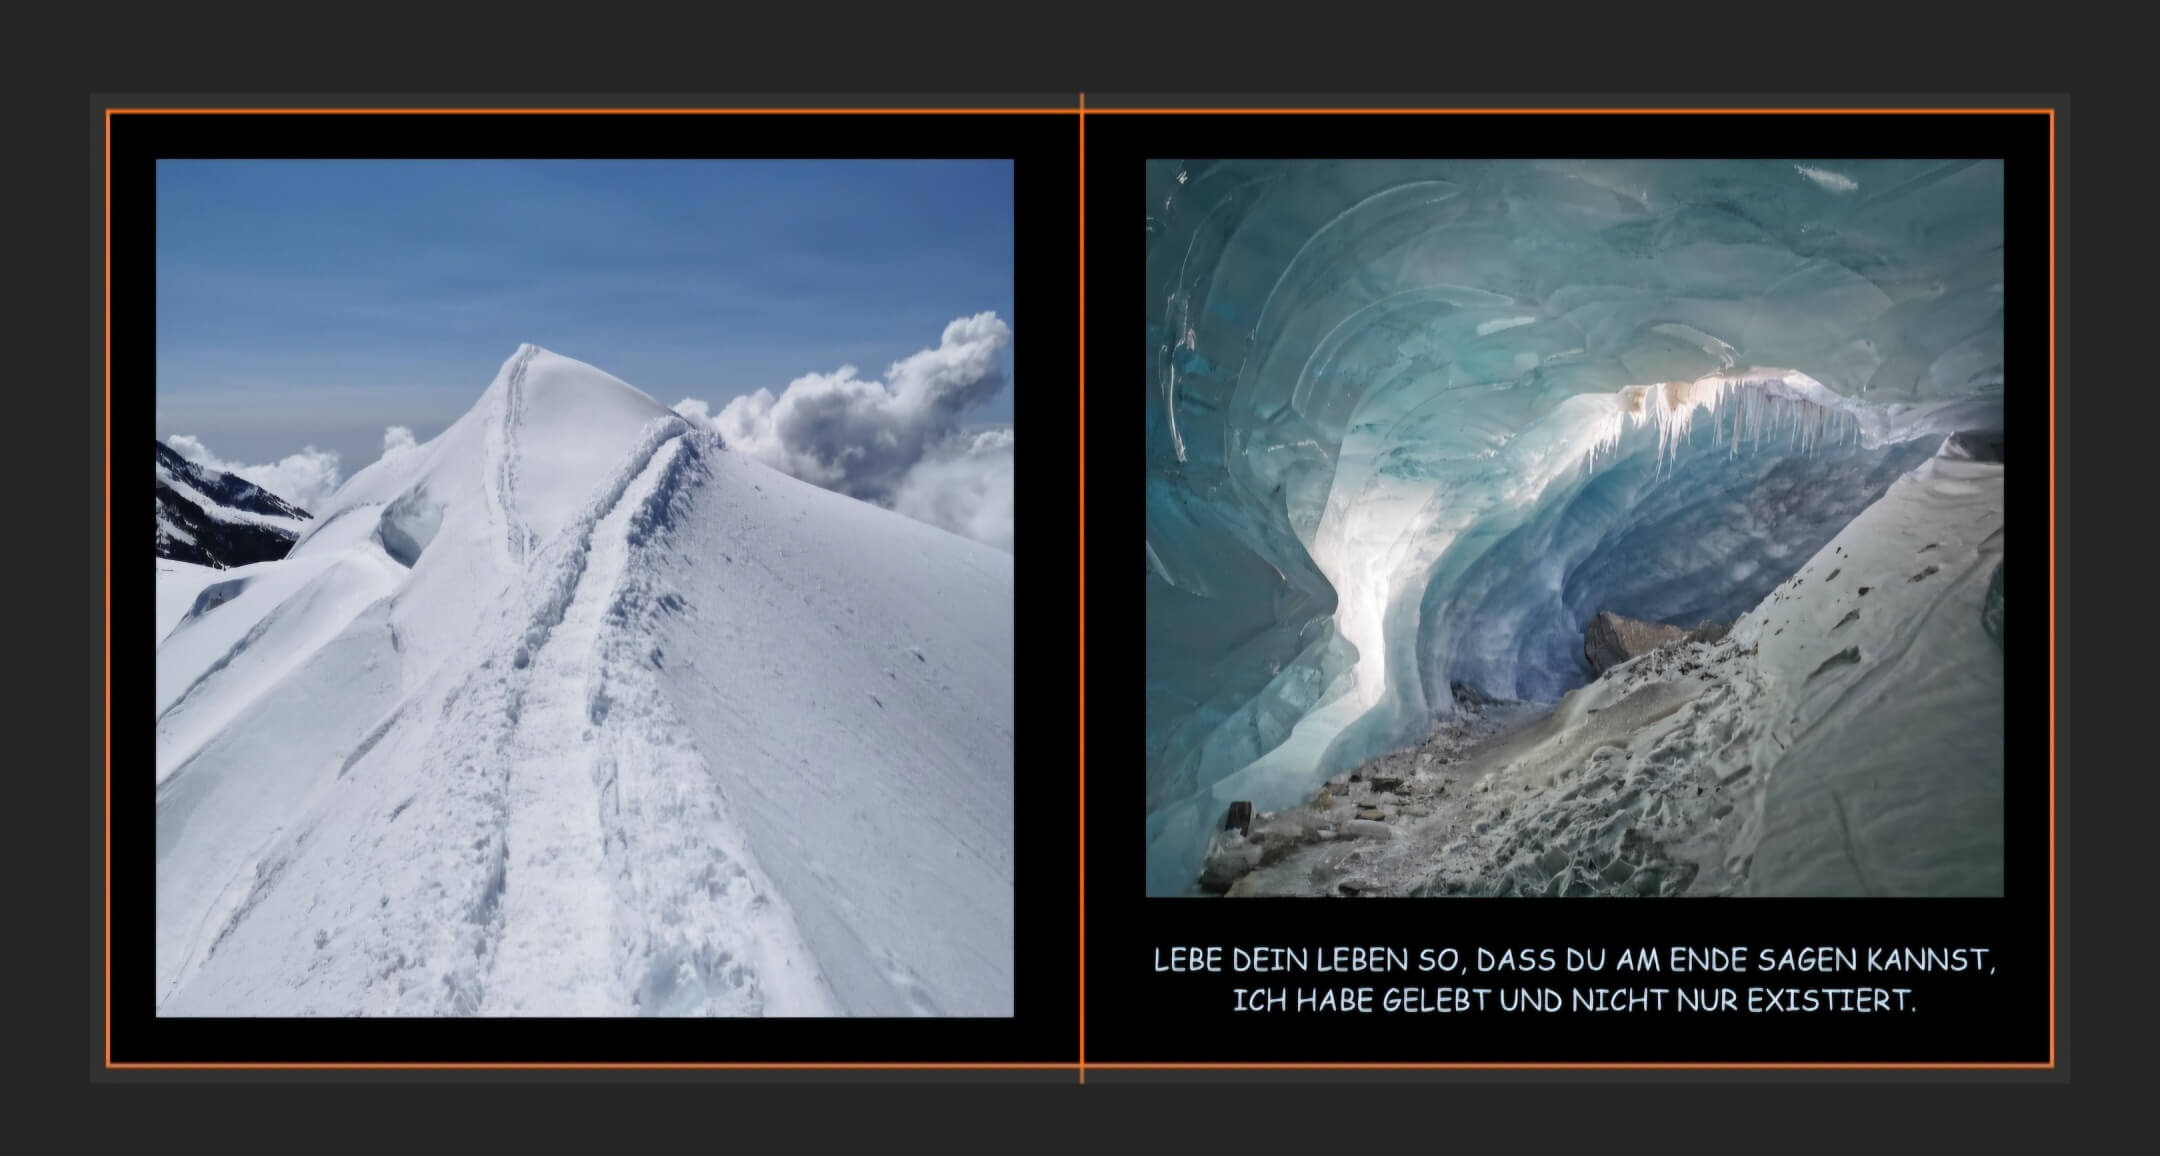 LEBE DEIN LEBEN SO, DASS DU AM ENDE SAGEN KANNST,
ICH HABE GELEBT UND NICHT NUR EXISTIERT.